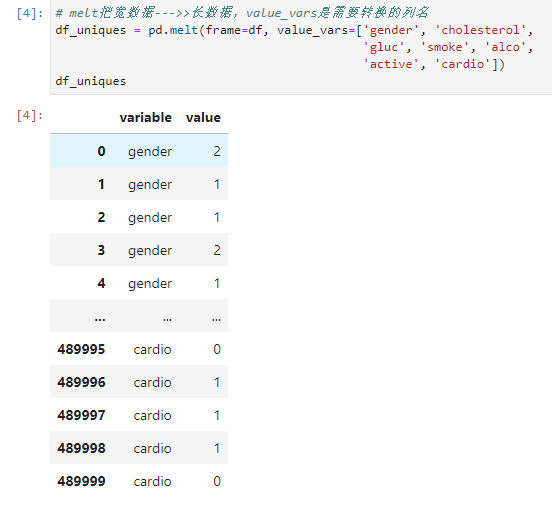 [4]: # melt把宽数据--->>长数据，value_vars是需要转换的列名
df_uniques = pd.melt(frame=df, value_vars=['gender', 'cholesterol',
'gluc', 'smoke', 'alco',
'active', 'cardio'])
df_uniques
[4]:
variable value
0 gender 2
1 gender 1
2 gender 1
3 gender 2
4 gender 1
... ... ...
489995 cardio 0
489996 cardio 1
489997 cardio 1
489998 cardio 1
489999 cardio 0